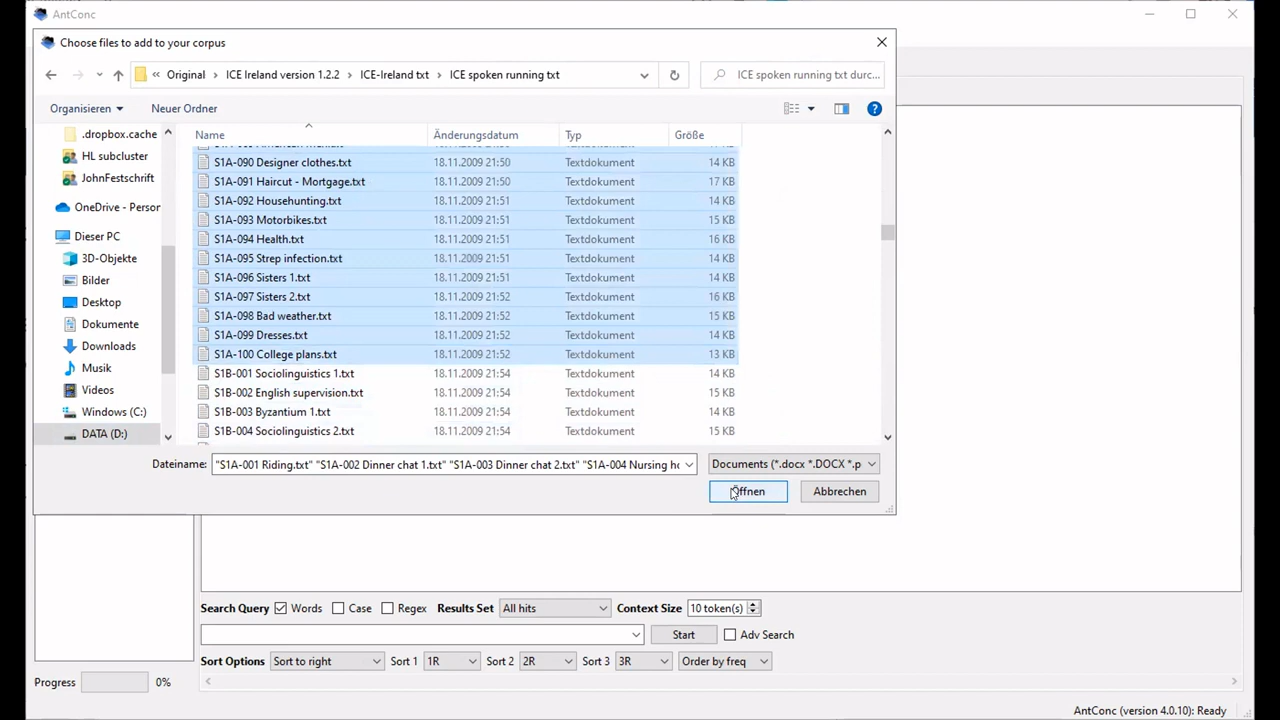 AntConc
Choose files to add to your corpus
« Original > ICE Ireland version 1.2.2 > ICE-Ireland txt > ICE spoken running txt
ICE spoken running txt durc...
Organisieren
Neuer Ordner
.dropbox.cache
HL subcluster
JohnFestschrift
OneDrive - Person
Dieser PC
3D-Objekte
Bilder
Desktop
Dokumente
Downloads
Musik
Videos
Windows (C:)
DATA (D:)
Name Änderungsdatum Typ Größe
S1A-090 Designer clothes.txt 18.11.2009 21:50 Textdokument 14 KB
S1A-091 Haircut - Mortgage.txt 18.11.2009 21:50 Textdokument 17 KB
S1A-092 Househunting.txt 18.11.2009 21:51 Textdokument 14 KB
S1A-093 Motorbikes.txt 18.11.2009 21:51 Textdokument 15 KB
S1A-094 Health.txt 18.11.2009 21:51 Textdokument 16 KB
S1A-095 Strep infection.txt 18.11.2009 21:51 Textdokument 14 KB
S1A-096 Sisters 1.txt 18.11.2009 21:51 Textdokument 14 KB
S1A-097 Sisters 2.txt 18.11.2009 21:52 Textdokument 16 KB
S1A-098 Bad weather.txt 18.11.2009 21:52 Textdokument 15 KB
S1A-099 Dresses.txt 18.11.2009 21:52 Textdokument 14 KB
S1A-100 College plans.txt 18.11.2009 21:52 Textdokument 13 KB
S1B-001 Sociolinguistics 1.txt 18.11.2009 21:54 Textdokument 14 KB
S1B-002 English supervision.txt 18.11.2009 21:54 Textdokument 15 KB
S1B-003 Byzantium 1.txt 18.11.2009 21:54 Textdokument 14 KB
S1B-004 Sociolinguistics 2.txt 18.11.2009 21:54 Textdokument 15 KB
Dateiname: "S1A-001 Riding.txt" "S1A-002 Dinner chat 1.txt" "S1A-003 Dinner chat 2.txt" "S1A-004 Nursing ho
Documents (*.docx *.DOCX *.p
Öffnen
Abbrechen
Search Query Words Case Regex Results Set All hits Context Size 10 token(s)
Start Adv Search
Sort Options Sort to right Sort 1 1R Sort 2 2R Sort 3 3R Order by freq
Progress 0%
AntConc (version 4.0.10): Ready